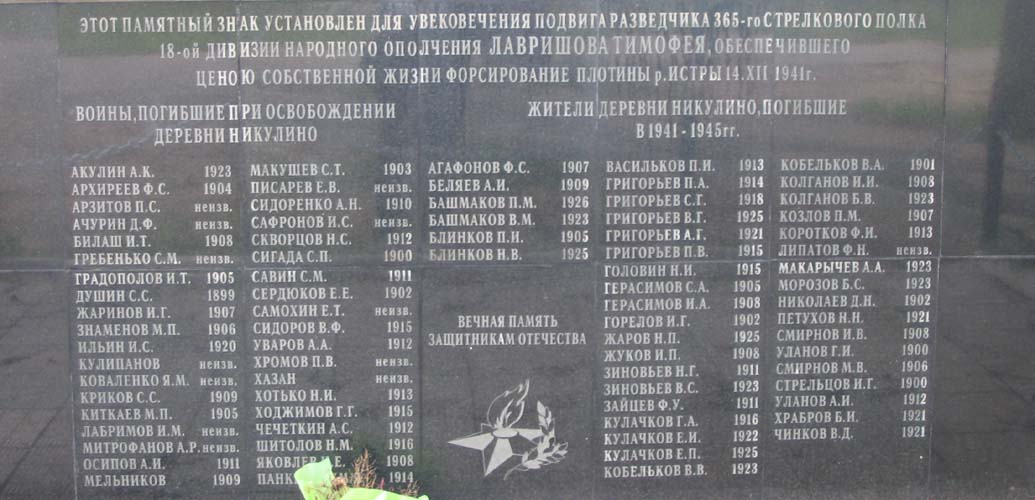 ЭТОТ ПАМЯТНЫЙ ЗНАК УСТАНОВЛЕН ДЛЯ УВЕКОВЕЧЕНИЯ ПОДВИГА РАЗВЕДЧИКА 365-го СТРЕЛКОВОГО ПОЛКА
18-ой ДИВИЗИИ НАРОДНОГО ОПОЛЧЕНИЯ ЛАВРИШОВА ТИМОФЕЯ, ОБЕСПЕЧИВШЕГО
ЦЕНОЮ СОБСТВЕННОЙ ЖИЗНИ ФОРСИРОВАНИЕ ПЛОТИНЫ р.ИСТРЫ 14.XII 1941г.
ВОИНЫ, ПОГИБШИЕ ПРИ ОСВОБОЖДЕНИИ
ДЕРЕВНИ НИКУЛИНО
АКУЛИН А.К. 1923
АРХИРЕЕВ Ф.С. 1904
АРЗИТОВ П.С. неизв.
АЧУРИН Д.Ф. неизв.
БИЛАШ И.Т. 1908
ГРЕБЕНЬКО С.М. неизв.
ГРАДОПОЛОВ И.Т. 1905
ДУШИН С.С. 1899
ЖАРИНОВ И.Г. 1907
ЗНАМЕНОВ М.П. 1906
ИЛЬИН И.С. 1920
КУЛИПАНОВ неизв.
КОВАЛЕНКО Я.М. неизв.
КРИКОВ С.С. 1909
КИТКАЕВ М.П. 1905
ЛАБРИМОВ И.М. неизв.
МИТРОФАНОВ А.Р. неизв.
ОСИПОВ А.И. 1911
МЕЛЬНИКОВ 1909
МАКУШЕВ С.Т. 1903
ПИСАРЕВ Е.В. неизв.
СИДОРЕНКО А.Н. 1910
САФРОНОВ И.С. неизв.
СКВОРЦОВ Н.С. 1912
СИГАДА С.П. 1900
САВИН С.М. 1911
СЕРДЮКОВ Е.Е. 1902
САМОХИН Е.Т. неизв.
СИДОРОВ В.Ф. 1915
УВАРОВ А.А. 1912
ХРОМОВ П.В. неизв.
ХАЗАН неизв.
ХОТЬКО Н.И. 1913
ХОДЖИМОВ Г.Г. 1915
ЧЕЧЕТКИН А.С. 1912
ШИТОЛОВ Н.М. 1916
ЯКОВЛЕВ Е. 1908
1914
ЖИТЕЛИ ДЕРЕВНИ НИКУЛИНО, ПОГИБШИЕ
В 1941-1945гг.
АГАФОНОВ Ф.С. 1907
БЕЛЯЕВ А.И. 1909
БАШМАКОВ П.М. 1926
БАШМАКОВ В.М. 1923
БЛИНКОВ П.И. 1905
БЛИНКОВ Н.В. 1925
ВАСИЛЬКОВ П.И. 1913
ГРИГОРЬЕВ П.А. 1914
ГРИГОРЬЕВ С.Г. 1918
ГРИГОРЬЕВ В.Г. 1925
ГРИГОРЬЕВ А.Г. 1921
ГРИГОРЬЕВ П.В. 1915
ГОЛОВИН Н.И. 1915
ГЕРАСИМОВ С.А. 1905
ГЕРАСИМОВ И.А. 1908
ГОРЕЛОВ И.Г. 1902
ЖАРОВ Н.П. 1925
ЖУКОВ И.П. 1908
ЗИНОВЬЕВ Н.Г. 1911
ЗИНОВЬЕВ В.С. 1923
ЗАЙЦЕВ Ф.У. 1911
КУЛАЧКОВ Г.А. 1916
КУЛАЧКОВ Е.И. 1922
КУЛАЧКОВ Е.П. 1925
КОБЕЛЬКОВ В.В. 1923
КОБЕЛЬКОВ В.А. 1901
КОЛГАНОВ И.И. 1908
КОЛГАНОВ Б.В. 1923
КОЗЛОВ П.М. 1907
КОРОТКОВ Ф.И. 1913
ЛИПАТОВ Ф.Н. неизв.
МАКАРЫЧЕВ А.А. 1923
МОРОЗОВ Б.С. 1923
НИКОЛАЕВ Д.Н. 1902
ПЕТУХОВ Н.Н. 1921
СМИРНОВ И.В. 1908
УЛАНОВ Г.И. 1900
СМИРНОВ М.В. 1906
СТРЕЛЬЦОВ И.Г. 1900
УЛАНОВ А.И. 1912
ХРАБРОВ Б.И. 1921
ЧИНКОВ В.Д. 1921
ВЕЧНАЯ ПАМЯТЬ
ЗАЩИТНИКАМ ОТЕЧЕСТВА